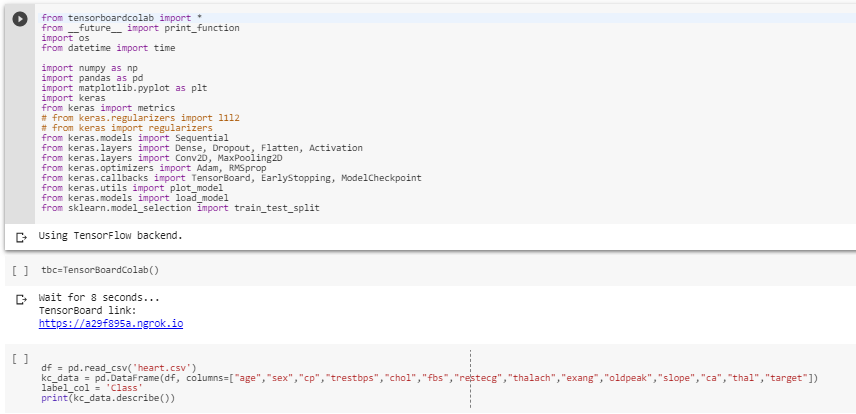 from tensorboardcolab import *
from __future__ import print_function
import os
from datetime import time
import numpy as np
import pandas as pd
import matplotlib.pyplot as plt
import keras
from keras import metrics
# from keras.regularizers import l1l2
# from keras import regularizers
from keras.models import Sequential
from keras.layers import Dense, Dropout, Flatten, Activation
from keras.layers import Conv2D, MaxPooling2D
from keras.optimizers import Adam, RMSprop
from keras.callbacks import TensorBoard, EarlyStopping, ModelCheckpoint
from keras.utils import plot_model
from keras.models import load_model
from sklearn.model_selection import train_test_split
Using TensorFlow backend.
[ ] tbc=TensorBoardColab()
Wait for 8 seconds...
TensorBoard link:
https://a29f895a.ngrok.io
[ ]
df = pd.read_csv('heart.csv')
kc_data = pd.DataFrame(df, columns=["age","sex","cp","trestbps","chol","fbs","restecg","thalach","exang","oldpeak","slope","ca","thal","target"])
label_col = 'Class'
print(kc_data.describe())